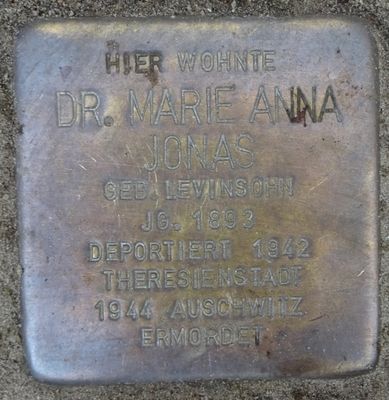 HIER WOHNTE
DR. MARIE ANNA
JONAS
GEB. LEVINSOHN
JG. 1893
DEPORTIERT 1942
THERESIENSTADT
1944 AUSCHWITZ
ERMORDET